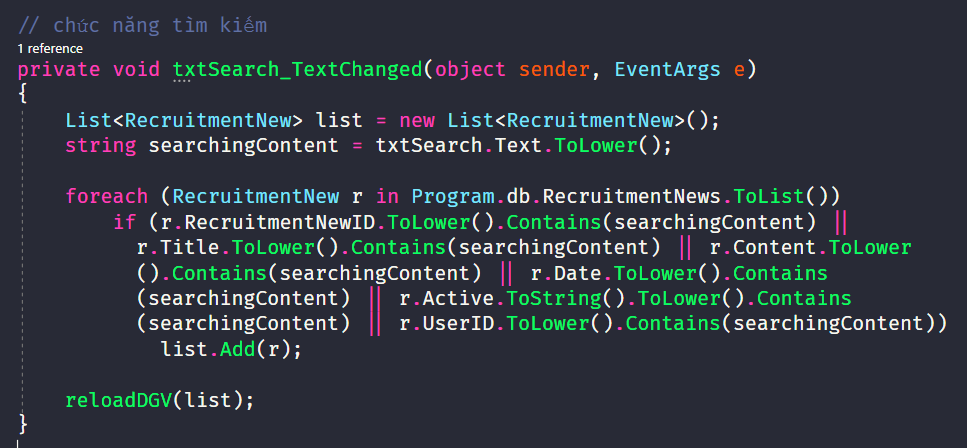 // chức năng tìm kiếm
1 reference
private void txtSearch_TextChanged(object sender, EventArgs e)
{
    List<RecruitmentNew> list = new List<RecruitmentNew>();
    string searchingContent = txtSearch.Text.ToLower();

    foreach (RecruitmentNew r in Program.db.RecruitmentNews.ToList())
        if (r.RecruitmentNewID.ToLower().Contains(searchingContent) ||
          r.Title.ToLower().Contains(searchingContent) || r.Content.ToLower
          ().Contains(searchingContent) || r.Date.ToLower().Contains
          (searchingContent) || r.Active.ToString().ToLower().Contains
          (searchingContent) || r.UserID.ToLower().Contains(searchingContent))
            list.Add(r);

    reloadDGV(list);
}